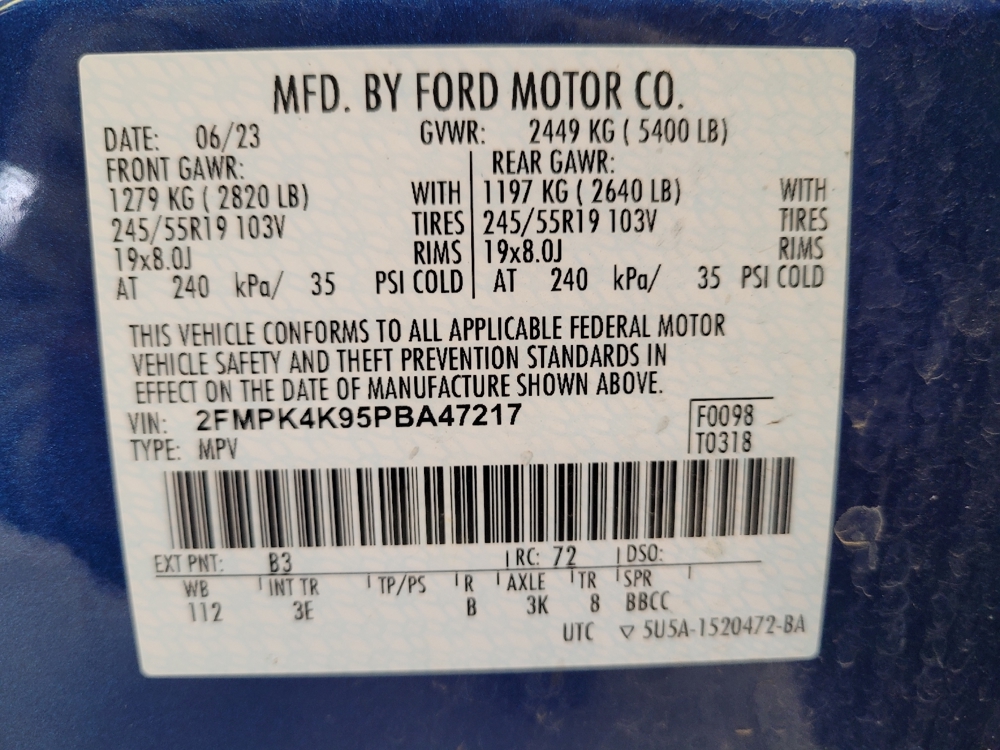 MFD. BY FORD MOTOR CO.
DATE: 06/23 GVWR: 2449 KG ( 5400 LB)
FRONT GAWR: REAR GAWR:
1279 KG ( 2820 LB) WITH 1197 KG ( 2640 LB) WITH
245/55R19 103V TIRES 245/55R19 103V TIRES
19x8.0J RIMS 19x8.0J RIMS
AT 240 kPa/ 35 PSI COLD AT 240 kPa/ 35 PSI COLD
THIS VEHICLE CONFORMS TO ALL APPLICABLE FEDERAL MOTOR
VEHICLE SAFETY AND THEFT PREVENTION STANDARDS IN
EFFECT ON THE DATE OF MANUFACTURE SHOWN ABOVE.
VIN: 2FMPK4K95PBA47217 F0098
TYPE: MPV T0318
EXT PNT: B3 RC: 72 DSO:
WB INT TR TP/PS R AXLE TR SPR
112 3E B 3K 8 BBCC
UTC ▽ 5U5A-1520472-BA